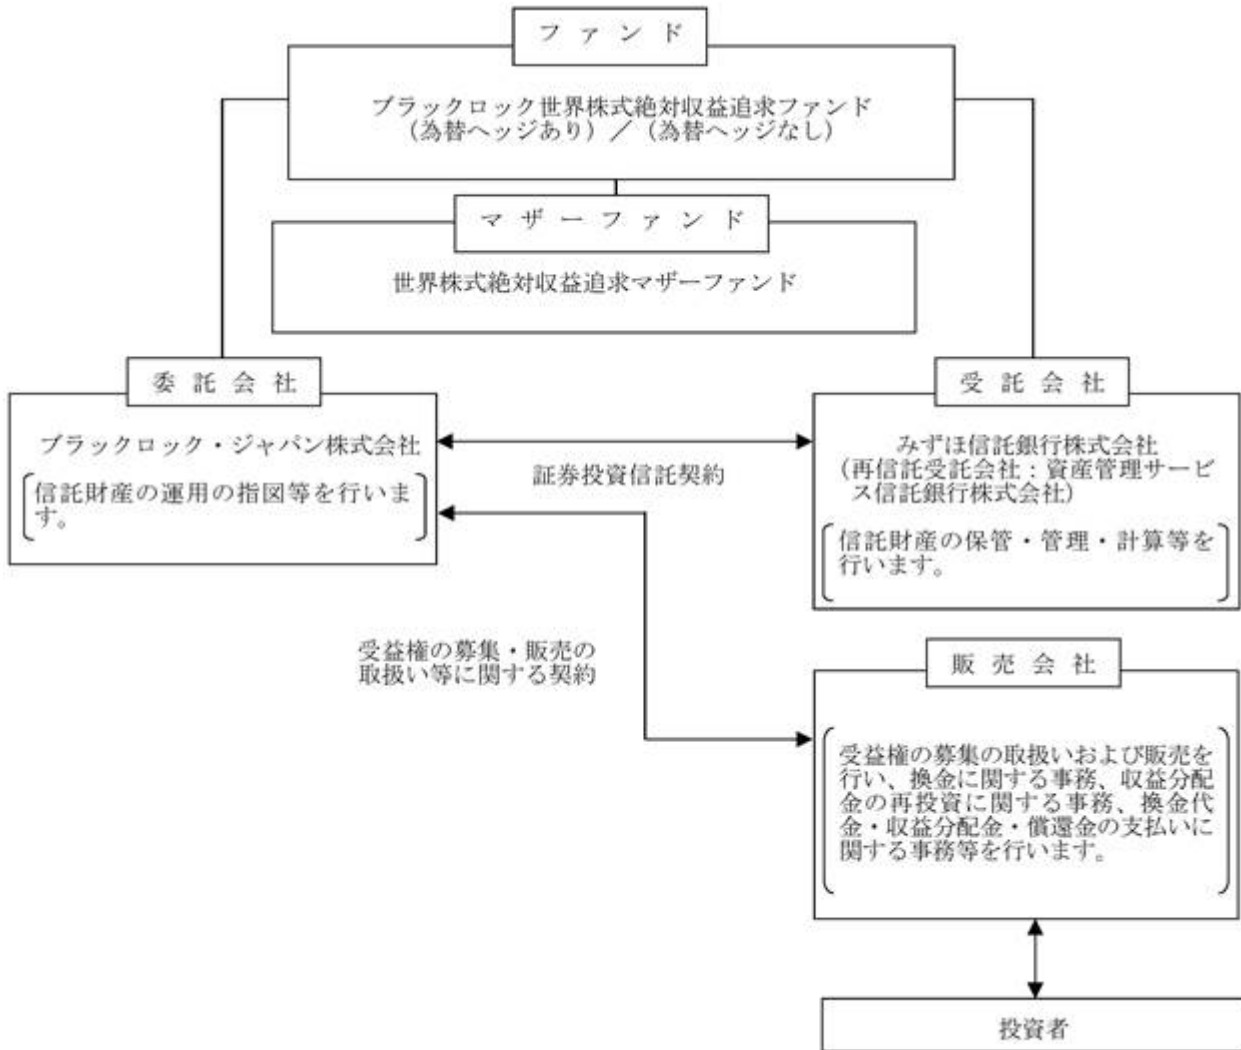 ファンド
ブラックロック世界株式絶対収益追求ファンド
（為替ヘッジあり）／（為替ヘッジなし）
マザーファンド
世界株式絶対収益追求マザーファンド
委託会社
ブラックロック・ジャパン株式会社
信託財産の運用の指図等を行いま
す。
証券投資信託契約
受託会社
みずほ信託銀行株式会社
（再信託受託会社：資産管理サービ
ス信託銀行株式会社）
信託財産の保管・管理・計算等を
行います。
受益権の募集・販売の
取扱い等に関する契約
販売会社
受益権の募集の取扱いおよび販売を
行い、換金に関する事務、収益分配
金の再投資に関する事務、換金代
金・収益分配金・償還金の支払いに
関する事務等を行います。
投資者